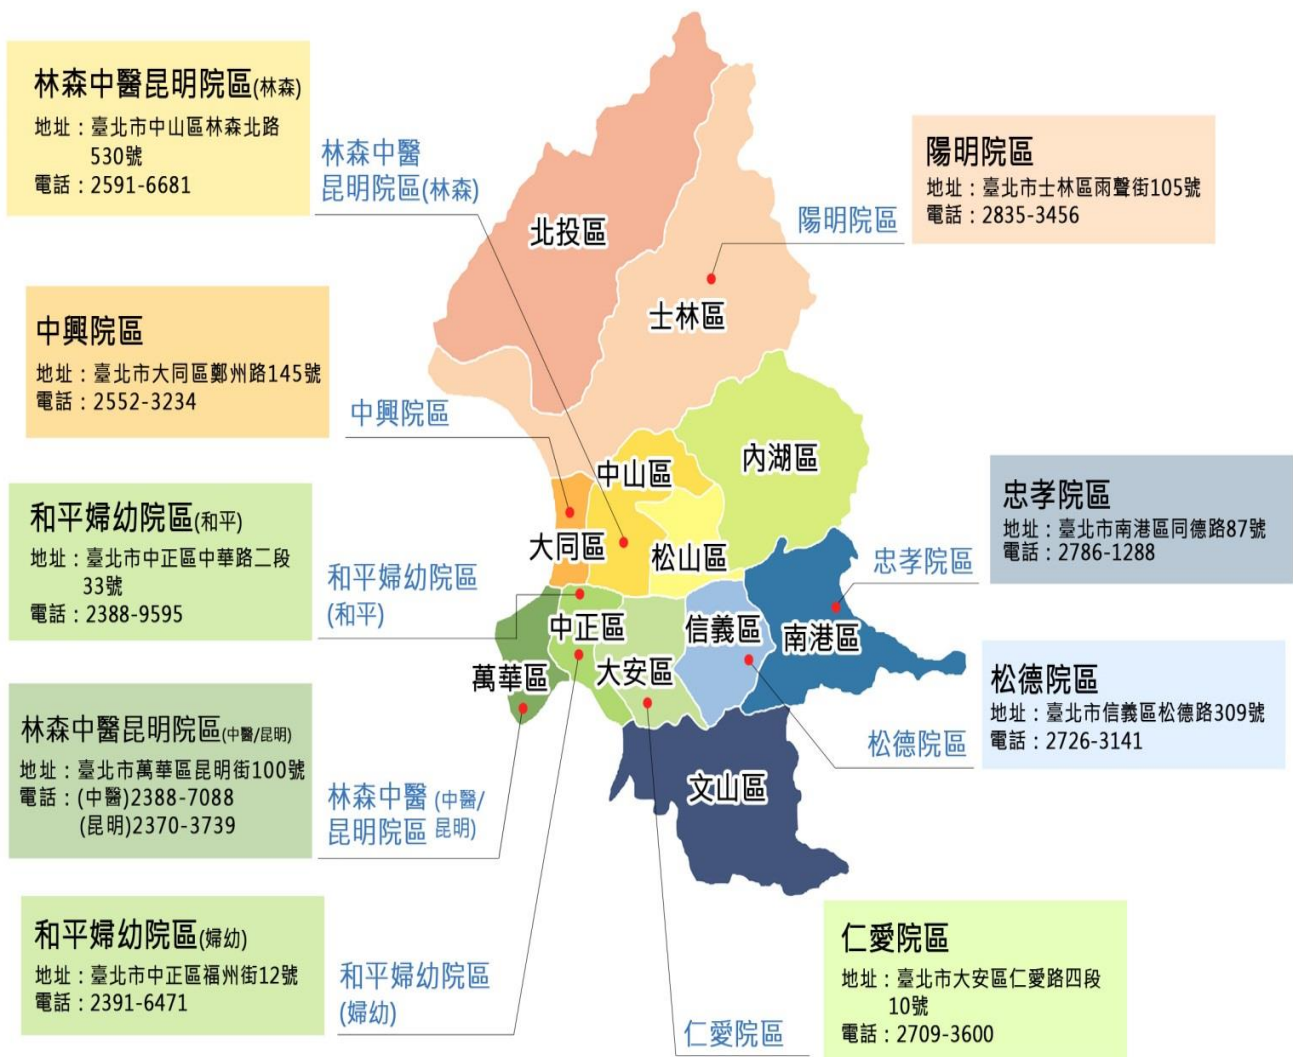 林森中醫昆明院區(林森)
地址：臺北市中山區林森北路
530號
電話：2591-6681
中興院區
地址：臺北市大同區鄭州路145號
電話：2552-3234
和平婦幼院區(和平)
地址：臺北市中正區中華路二段
33號
電話：2388-9595
林森中醫昆明院區(中醫/昆明)
地址：臺北市萬華區昆明街100號
電話：(中醫)2388-7088
(昆明)2370-3739
和平婦幼院區(婦幼)
地址：臺北市中正區福州街12號
電話：2391-6471
林森中醫
昆明院區(林森)
中興院區
和平婦幼院區
(和平)
林森中醫 (中醫/
昆明院區 昆明)
和平婦幼院區
(婦幼)
北投區
士林區
中山區
內湖區
大同區
松山區
中正區
信義區
南港區
萬華區
大安區
文山區
陽明院區
忠孝院區
松德院區
仁愛院區
陽明院區
地址：臺北市士林區雨聲街105號
電話：2835-3456
忠孝院區
地址：臺北市南港區同德路87號
電話：2786-1288
松德院區
地址：臺北市信義區松德路309號
電話：2726-3141
仁愛院區
地址：臺北市大安區仁愛路四段
10號
電話：2709-3600